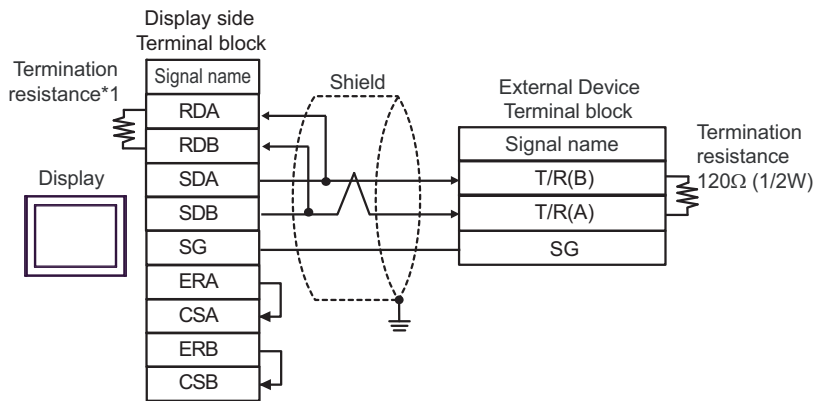 Display side
Terminal block
Termination
resistance*1
Display
Signal name
RDA
RDB
SDA
SDB
SG
ERA
CSA
ERB
CSB
Shield
External Device
Terminal block
Signal name
T/R(B)
T/R(A)
SG
Termination
resistance
120Ω (1/2W)